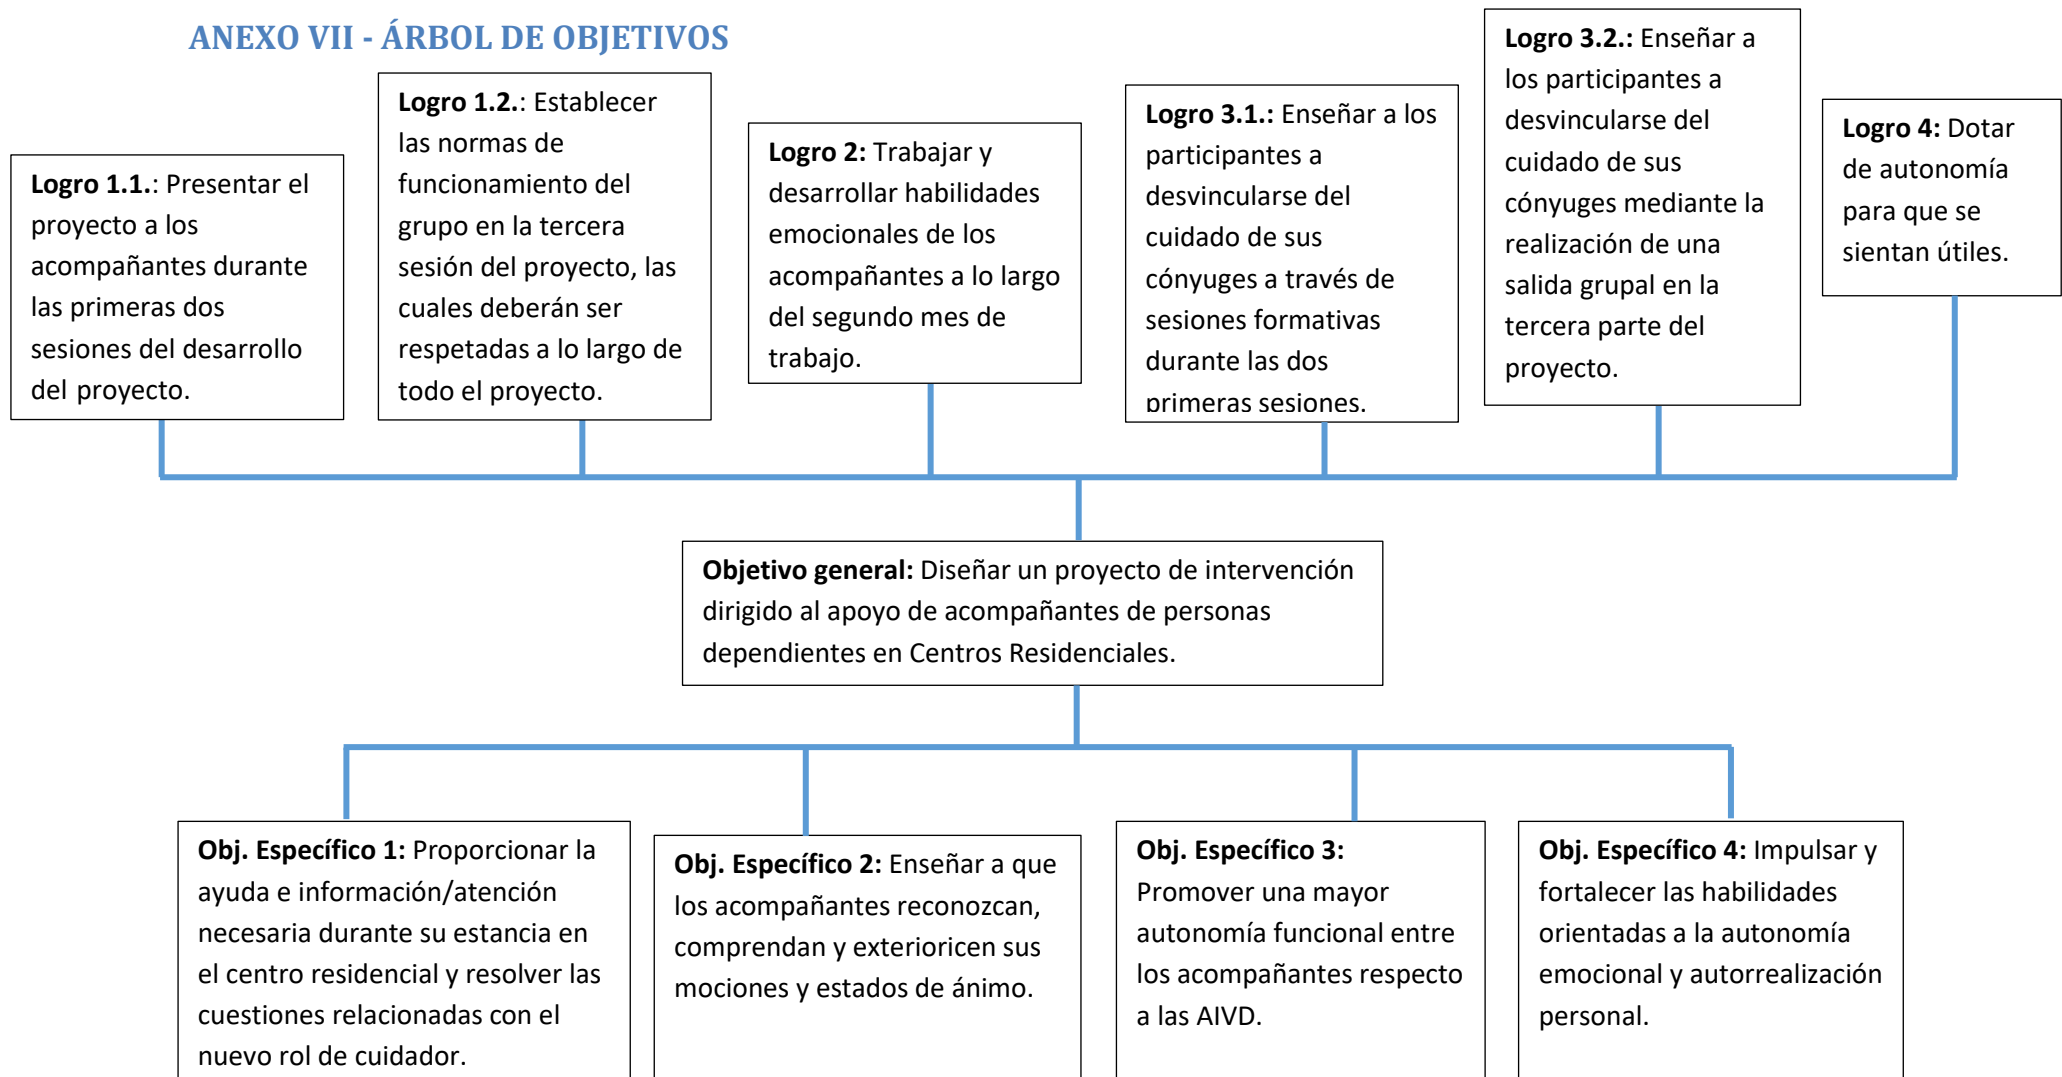 ANEXO VII - ÁRBOL DE OBJETIVOS
Logro 1.1.: Presentar el
proyecto a los
acompañantes durante
las primeras dos
sesiones del desarrollo
del proyecto.
Logro 1.2.: Establecer
las normas de
funcionamiento del
grupo en la tercera
sesión del proyecto, las
cuales deberán ser
respetadas a lo largo de
todo el proyecto.
Logro 2: Trabajar y
desarrollar habilidades
emocionales de los
acompañantes a lo largo
del segundo mes de
trabajo.
Logro 3.1.: Enseñar a los
participantes a
desvincularse del
cuidado de sus
cónyuges a través de
sesiones formativas
durante las dos
primeras sesiones.
Logro 3.2.: Enseñar a
los participantes a
desvincularse del
cuidado de sus
cónyuges mediante la
realización de una
salida grupal en la
tercera parte del
proyecto.
Logro 4: Dotar
de autonomía
para que se
sientan útiles.
Objetivo general: Diseñar un proyecto de intervención
dirigido al apoyo de acompañantes de personas
dependientes en Centros Residenciales.
Obj. Específico 1: Proporcionar la
ayuda e información/atención
necesaria durante su estancia en
el centro residencial y resolver las
cuestiones relacionadas con el
nuevo rol de cuidador.
Obj. Específico 2: Enseñar a que
los acompañantes reconozcan,
comprendan y exterioricen sus
mociones y estados de ánimo.
Obj. Específico 3:
Promover una mayor
autonomía funcional entre
los acompañantes respecto
a las AIVD.
Obj. Específico 4: Impulsar y
fortalecer las habilidades
orientadas a la autonomía
emocional y autorrealización
personal.